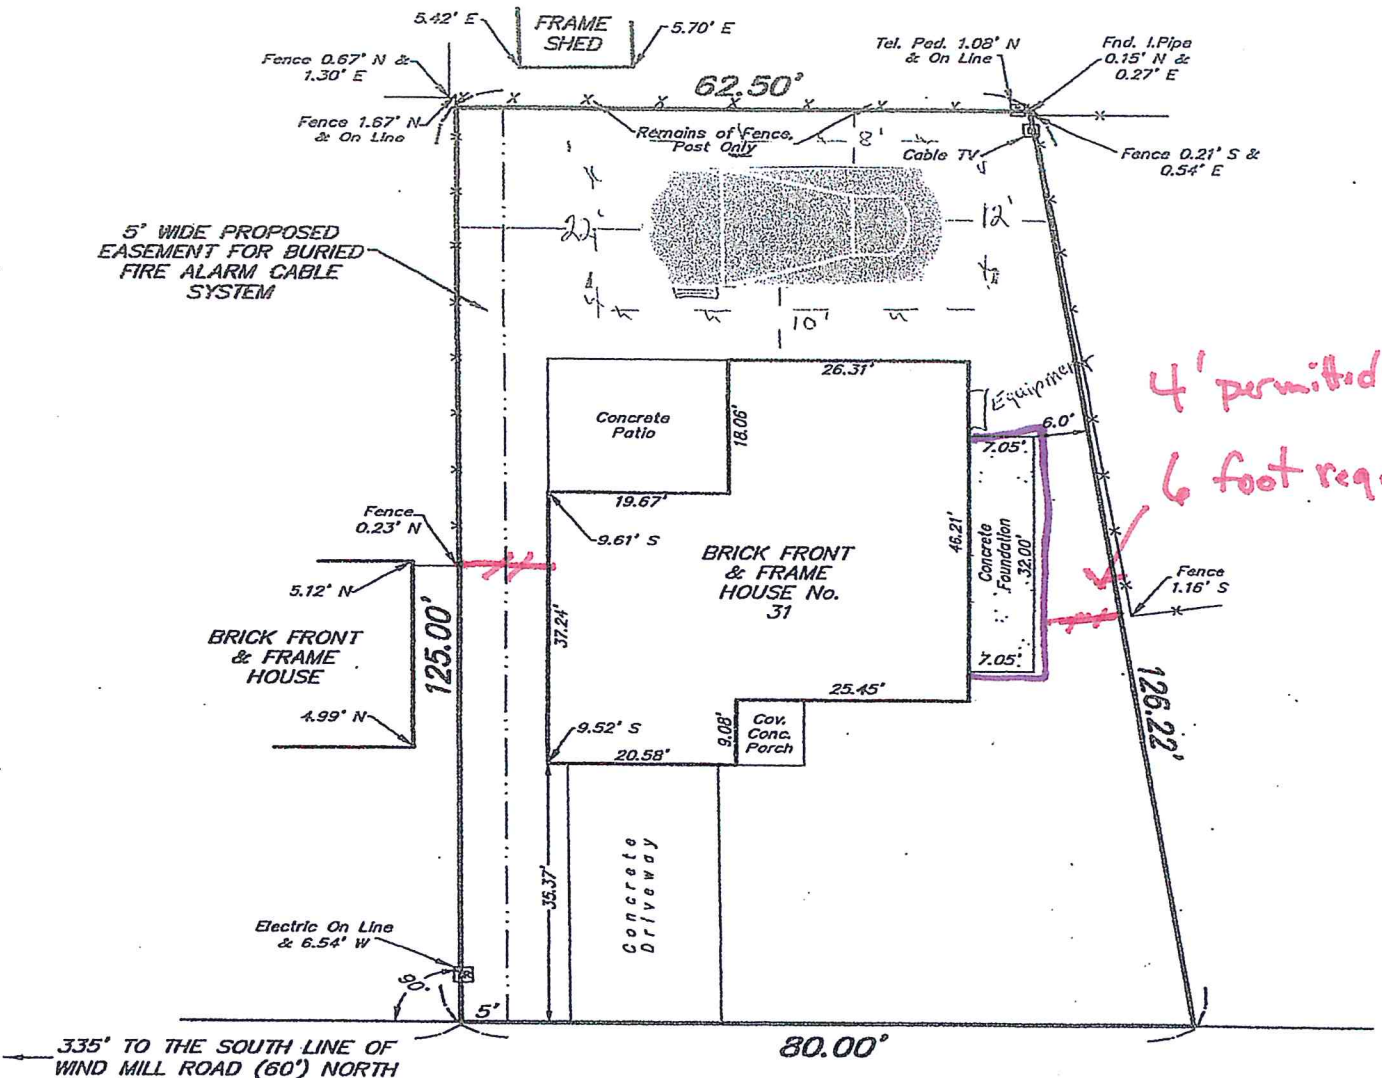 5.42' E
FRAME
SHED
5.70' E
Fence 0.67' N &
1.30' E
62.50'
Tel. Ped. 1.08' N
& On Line
Fnd. I.Pipe
0.15' N &
0.27' E
Fence 1.67' N
& On Line
Remains of Fence,
Post Only
8'
Cable TV
Fence 0.21' S &
0.54' E
5' WIDE PROPOSED
EASEMENT FOR BURIED
FIRE ALARM CABLE
SYSTEM
22'
12'
10'
26.31'
Equipment
4' permitted
Concrete
Patio
18.06'
6.0'
7.05'
6 foot req.
19.67'
Fence
0.23' N
9.61' S
46.21'
Concrete
Foundation
32.00'
BRICK FRONT
& FRAME
HOUSE No.
31
5.12' N
Fence
1.16' S
125.00'
37.24'
BRICK FRONT
& FRAME
HOUSE
7.05'
25.45'
126.22'
4.99' N
9.52' S
9.08'
Cov.
Conc.
Porch
20.58'
35.37'
Concrete
Driveway
Electric On Line
& 6.54' W
90°
5'
335' TO THE SOUTH LINE OF
WIND MILL ROAD (60') NORTH
80.00'